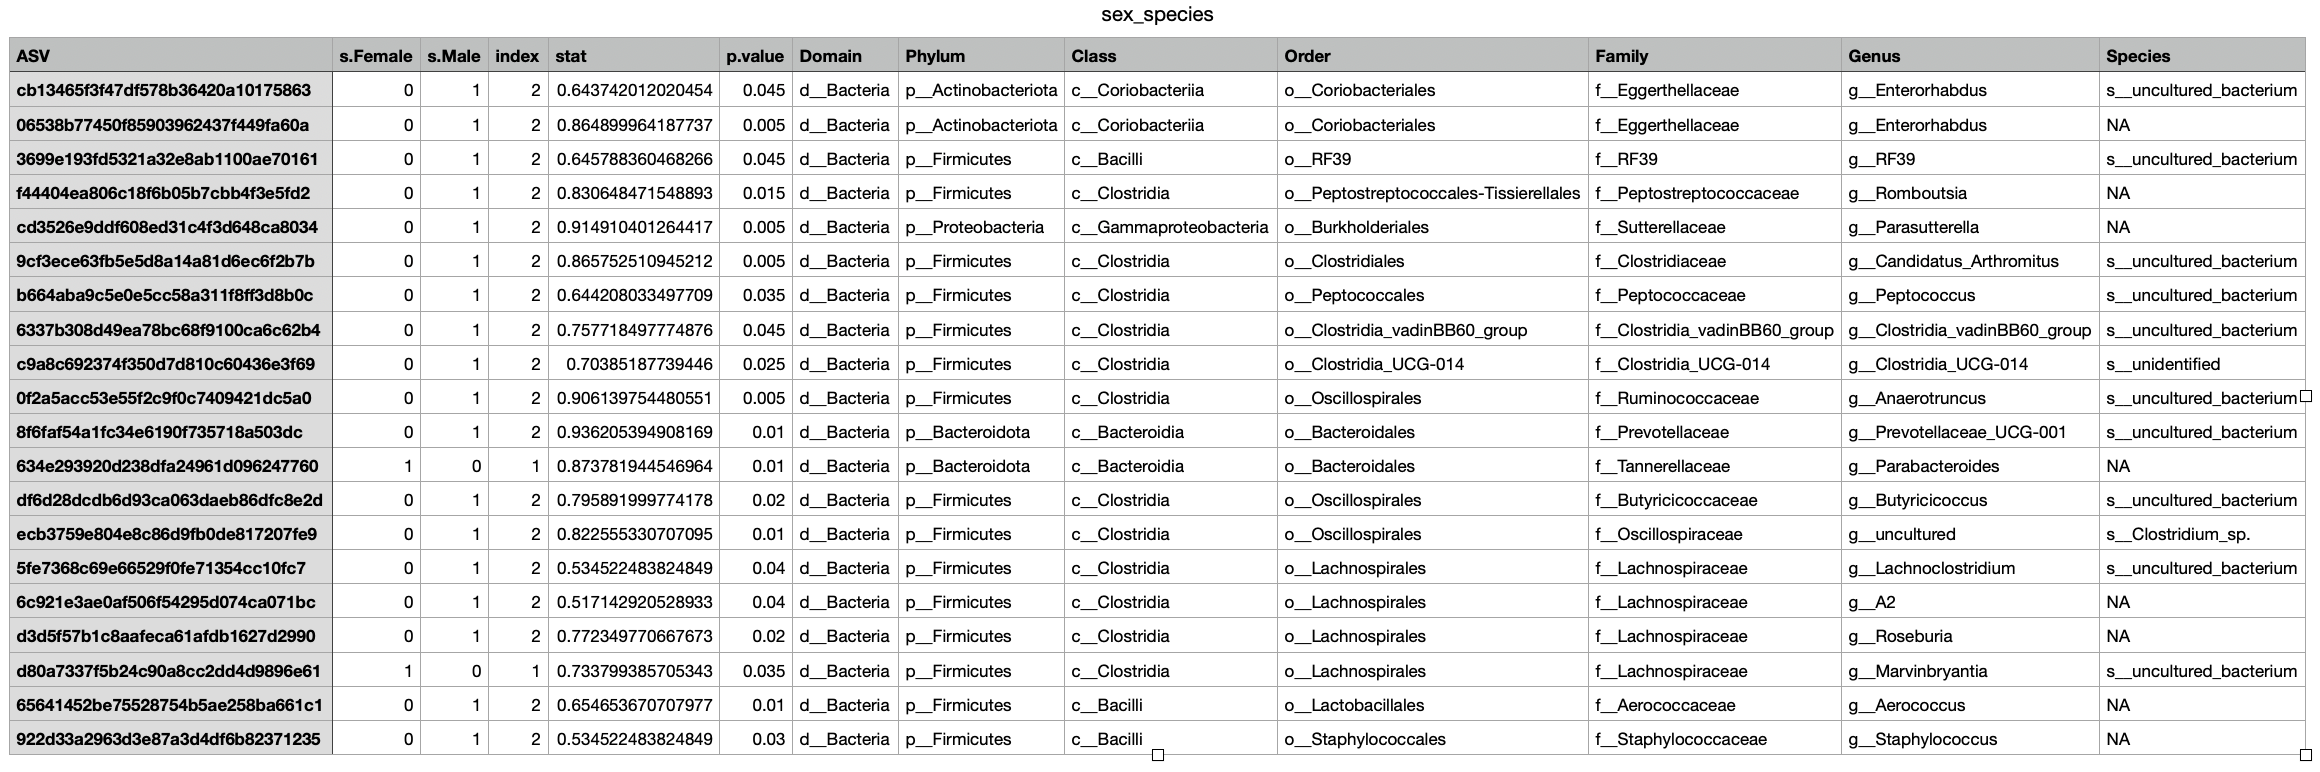 sex_species
ASV s.Female s.Male index stat p.value Domain Phylum Class Order Family Genus Species
cb13465f3f47df578b36420a10175863 0 1 2 0.643742012020454 0.045 d__Bacteria p__Actinobacteriota c__Coriobacteriia o__Coriobacteriales f__Eggerthellaceae g__Enterorhabdus s__uncultured_bacterium
06538b77450f85903962437f449fa60a 0 1 2 0.864899964187737 0.005 d__Bacteria p__Actinobacteriota c__Coriobacteriia o__Coriobacteriales f__Eggerthellaceae g__Enterorhabdus NA
3699e193fd5321a32e8ab1100ae70161 0 1 2 0.645788360468266 0.045 d__Bacteria p__Firmicutes c__Bacilli o__RF39 f__RF39 g__RF39 s__uncultured_bacterium
f44404ea806c18f6b05b7cbb4f3e5fd2 0 1 2 0.830648471548893 0.015 d__Bacteria p__Firmicutes c__Clostridia o__Peptostreptococcales-Tissierellales f__Peptostreptococcaceae g__Romboutsia NA
cd3526e9ddf608ed31c4f3d648ca8034 0 1 2 0.914910401264417 0.005 d__Bacteria p__Proteobacteria c__Gammaproteobacteria o__Burkholderiales f__Sutterellaceae g__Parasutterella NA
9cf3ece63fb5e5d8a14a81d6ec6f2b7b 0 1 2 0.865752510945212 0.005 d__Bacteria p__Firmicutes c__Clostridia o__Clostridiales f__Clostridiaceae g__Candidatus_Arthromitus s__uncultured_bacterium
b664aba9c5e0e5cc58a311f8ff3d8b0c 0 1 2 0.644208033497709 0.035 d__Bacteria p__Firmicutes c__Clostridia o__Peptococcales f__Peptococcaceae g__Peptococcus s__uncultured_bacterium
6337b308d49ea78bc68f9100ca6c62b4 0 1 2 0.757718497774876 0.045 d__Bacteria p__Firmicutes c__Clostridia o__Clostridia_vadinBB60_group f__Clostridia_vadinBB60_group g__Clostridia_vadinBB60_group s__uncultured_bacterium
c9a8c692374f350d7d810c60436e3f69 0 1 2 0.70385187739446 0.025 d__Bacteria p__Firmicutes c__Clostridia o__Clostridia_UCG-014 f__Clostridia_UCG-014 g__Clostridia_UCG-014 s__unidentified
0f2a5acc53e55f2c9f0c7409421dc5a0 0 1 2 0.906139754480551 0.005 d__Bacteria p__Firmicutes c__Clostridia o__Oscillospirales f__Ruminococcaceae g__Anaerotruncus s__uncultured_bacterium
8f6faf54a1fc34e6190f735718a503dc 0 1 2 0.936205394908169 0.01 d__Bacteria p__Bacteroidota c__Bacteroidia o__Bacteroidales f__Prevotellaceae g__Prevotellaceae_UCG-001 s__uncultured_bacterium
634e293920d238dfa24961d096247760 1 0 1 0.873781944546964 0.01 d__Bacteria p__Bacteroidota c__Bacteroidia o__Bacteroidales f__Tannerellaceae g__Parabacteroides NA
df6d28dcdb6d93ca063daeb86dfc8e2d 0 1 2 0.795891999774178 0.02 d__Bacteria p__Firmicutes c__Clostridia o__Oscillospirales f__Butyricicoccaceae g__Butyricicoccus s__uncultured_bacterium
ecb3759e804e8c86d9fb0de817207fe9 0 1 2 0.822555330707095 0.01 d__Bacteria p__Firmicutes c__Clostridia o__Oscillospirales f__Oscillospiraceae g__uncultured s__Clostridium_sp.
5fe7368c69e66529f0fe71354cc10fc7 0 1 2 0.534522483824849 0.04 d__Bacteria p__Firmicutes c__Clostridia o__Lachnospirales f__Lachnospiraceae g__Lachnoclostridium s__uncultured_bacterium
6c921e3ae0af506f54295d074ca071bc 0 1 2 0.517142920528933 0.04 d__Bacteria p__Firmicutes c__Clostridia o__Lachnospirales f__Lachnospiraceae g__A2 NA
d3d5f57b1c8aafeca61afdb1627d2990 0 1 2 0.772349770667673 0.02 d__Bacteria p__Firmicutes c__Clostridia o__Lachnospirales f__Lachnospiraceae g__Roseburia NA
d80a7337f5b24c90a8cc2dd4d9896e61 1 0 1 0.733799385705343 0.035 d__Bacteria p__Firmicutes c__Clostridia o__Lachnospirales f__Lachnospiraceae g__Marvinbryantia s__uncultured_bacterium
65641452be75528754b5ae258ba661c1 0 1 2 0.654653670707977 0.01 d__Bacteria p__Firmicutes c__Bacilli o__Lactobacillales f__Aerococcaceae g__Aerococcus NA
922d33a2963d3e87a3d4df6b82371235 0 1 2 0.534522483824849 0.03 d__Bacteria p__Firmicutes c__Bacilli o__Staphylococcales f__Staphylococcaceae g__Staphylococcus NA